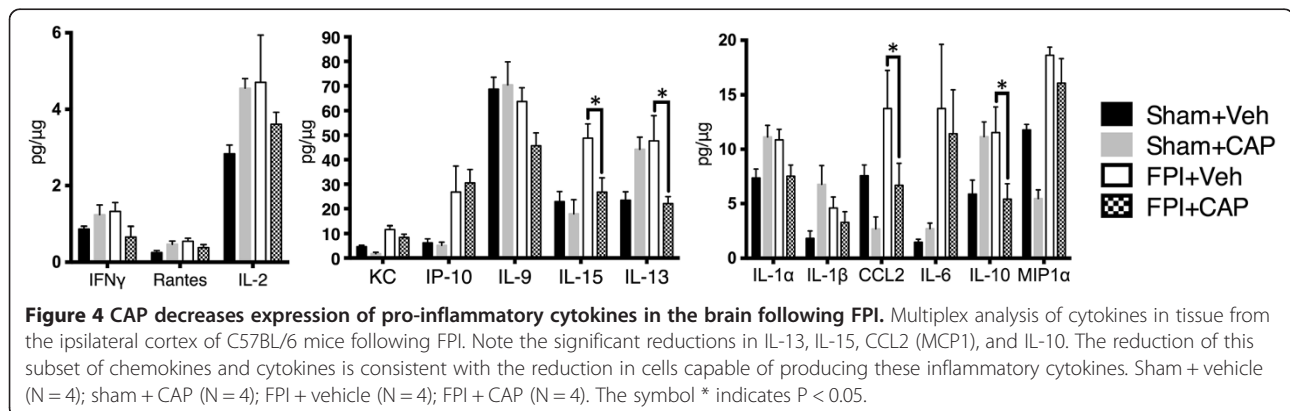 6
4
2
0
pg/µg
IFNγ Rantes IL-2
90
80
70
60
50
40
30
20
10
0
pg/µg
* *
KC IP-10 IL-9 IL-15 IL-13
20
15
10
5
0
pg/µg
* *
IL-1α IL-1β CCL2 IL-6 IL-10 MIP1α
Sham+Veh
Sham+CAP
FPI+Veh
FPI+CAP
Figure 4 CAP decreases expression of pro-inflammatory cytokines in the brain following FPI. Multiplex analysis of cytokines in tissue from
the ipsilateral cortex of C57BL/6 mice following FPI. Note the significant reductions in IL-13, IL-15, CCL2 (MCP1), and IL-10. The reduction of this
subset of chemokines and cytokines is consistent with the reduction in cells capable of producing these inflammatory cytokines. Sham + vehicle
(N = 4); sham + CAP (N = 4); FPI + vehicle (N = 4); FPI + CAP (N = 4). The symbol * indicates P < 0.05.